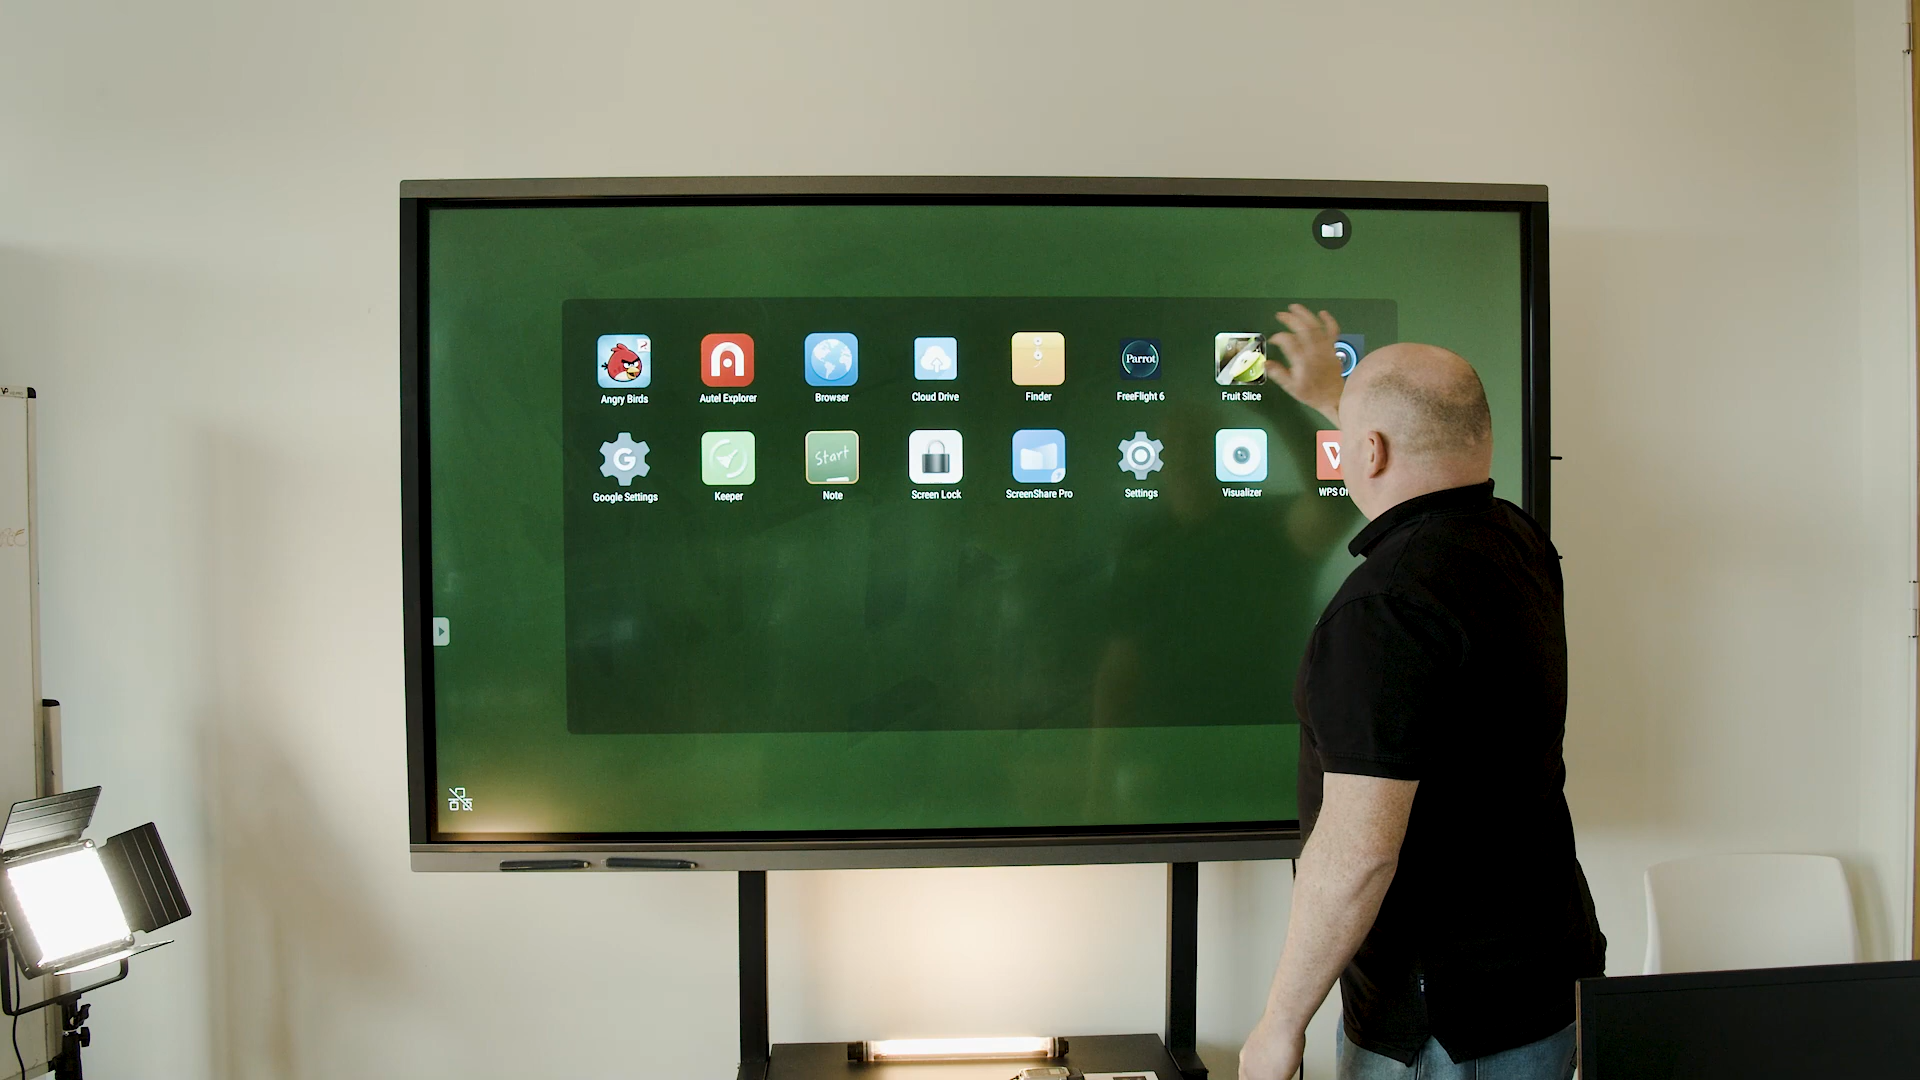 Parrot
Angry Birds
Autel Explorer
Browser
Cloud Drive
Finder
FreeFlight 6
Fruit Slice
Start
Google Settings
Keeper
Note
Screen Lock
ScreenShare Pro
Settings
Visualizer
WPS